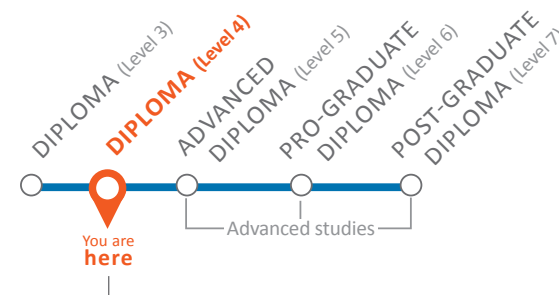 DIPLOMA (Level 3)
DIPLOMA (Level 4)
ADVANCED
DIPLOMA (Level 5)
PRO-GRADUATE
DIPLOMA (Level 6)
POST-GRADUATE
DIPLOMA (Level 7)
You are
here
Advanced studies